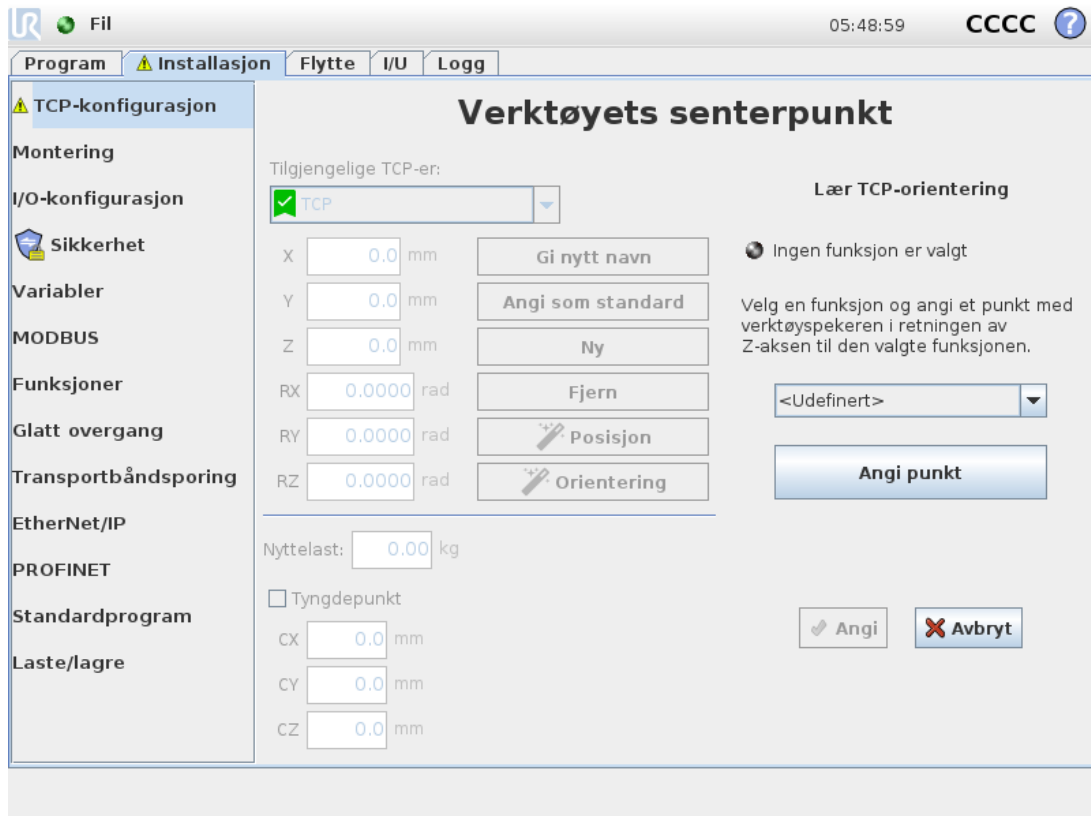 UR Fil 05:48:59 CCCC ?
Program Installasjon Flytte I/U Logg
TCP-konfigurasjon
Montering
I/O-konfigurasjon
Sikkerhet
Variabler
MODBUS
Funksjoner
Glatt overgang
Transportbåndsporing
EtherNet/IP
PROFINET
Standardprogram
Laste/lagre
Verktøyets senterpunkt
Tilgjengelige TCP-er:
TCP
X 0.0 mm Gi nytt navn
Y 0.0 mm Angi som standard
Z 0.0 mm Ny
RX 0.0000 rad Fjern
RY 0.0000 rad Posisjon
RZ 0.0000 rad Orientering
Nyttelast: 0.00 kg
Tyngdepunkt
CX 0.0 mm
CY 0.0 mm
CZ 0.0 mm
Lær TCP-orientering
Ingen funksjon er valgt
Velg en funksjon og angi et punkt med
verktøyspekeren i retningen av
Z-aksen til den valgte funksjonen.
<Udefinert>
Angi punkt
Angi Avbryt